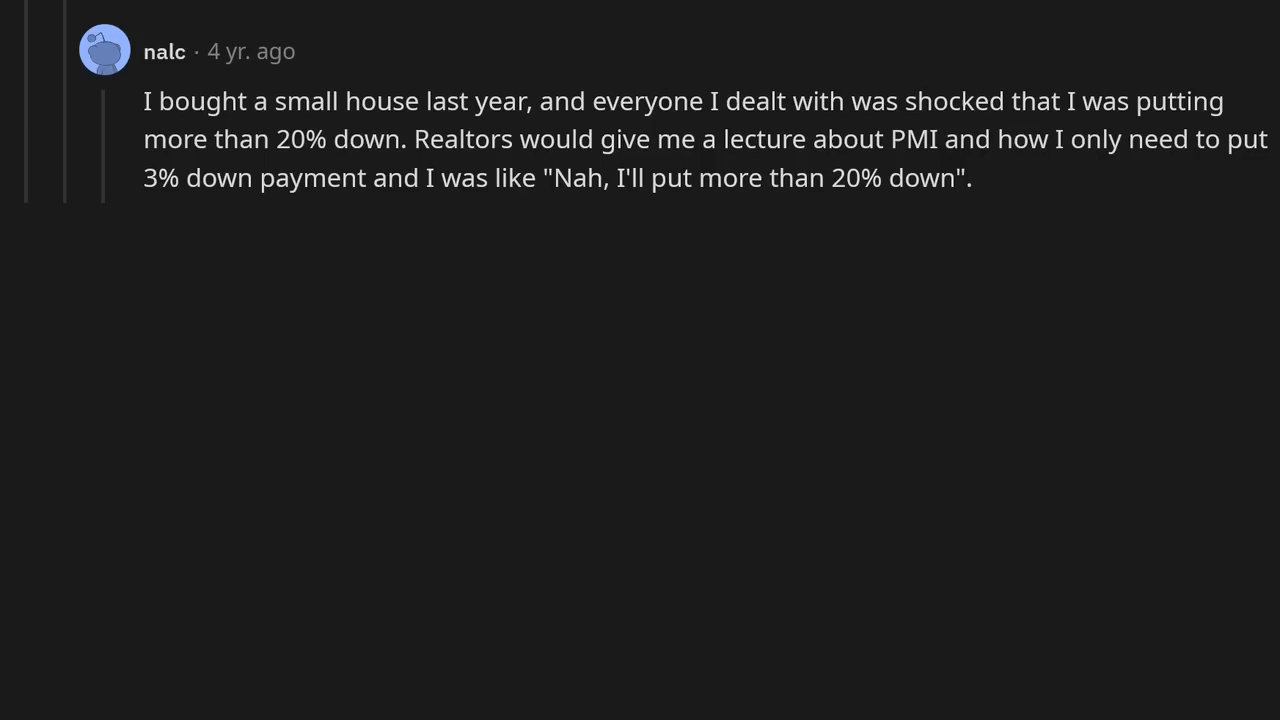 nalc · 4 yr. ago
I bought a small house last year, and everyone I dealt with was shocked that I was putting
more than 20% down. Realtors would give me a lecture about PMI and how I only need to put
3% down payment and I was like "Nah, I'll put more than 20% down".